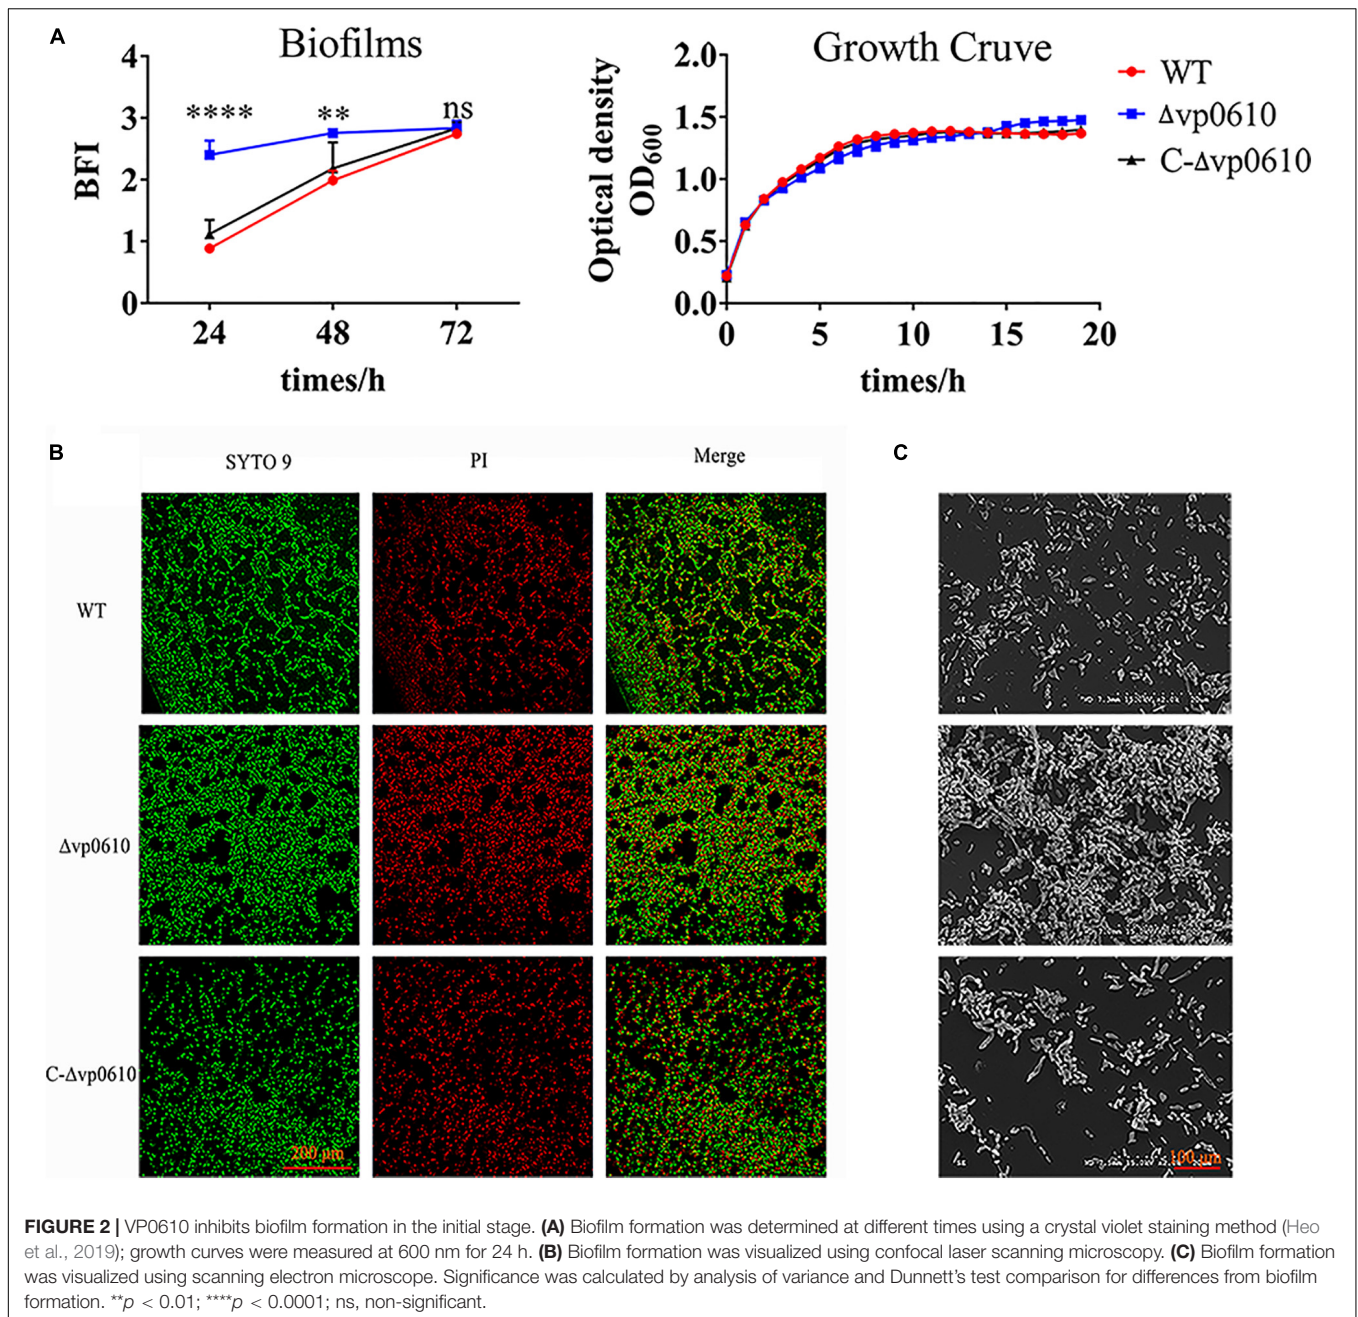 A
Biofilms
4
3
2
1
0
BFI
****
**
ns
24 48 72
times/h
Growth Cruve
2.0
1.5
1.0
0.5
0.0
Optical density
OD600
0 5 10 15 20
times/h
WT
Δvp0610
C-Δvp0610
B
SYTO 9 PI Merge
WT
Δvp0610
C-Δvp0610
200 μm
C
SE
100 μm
FIGURE 2 | VP0610 inhibits biofilm formation in the initial stage. (A) Biofilm formation was determined at different times using a crystal violet staining method (Heo
et al., 2019); growth curves were measured at 600 nm for 24 h. (B) Biofilm formation was visualized using confocal laser scanning microscopy. (C) Biofilm formation
was visualized using scanning electron microscope. Significance was calculated by analysis of variance and Dunnett's test comparison for differences from biofilm
formation. **p < 0.01; ****p < 0.0001; ns, non-significant.